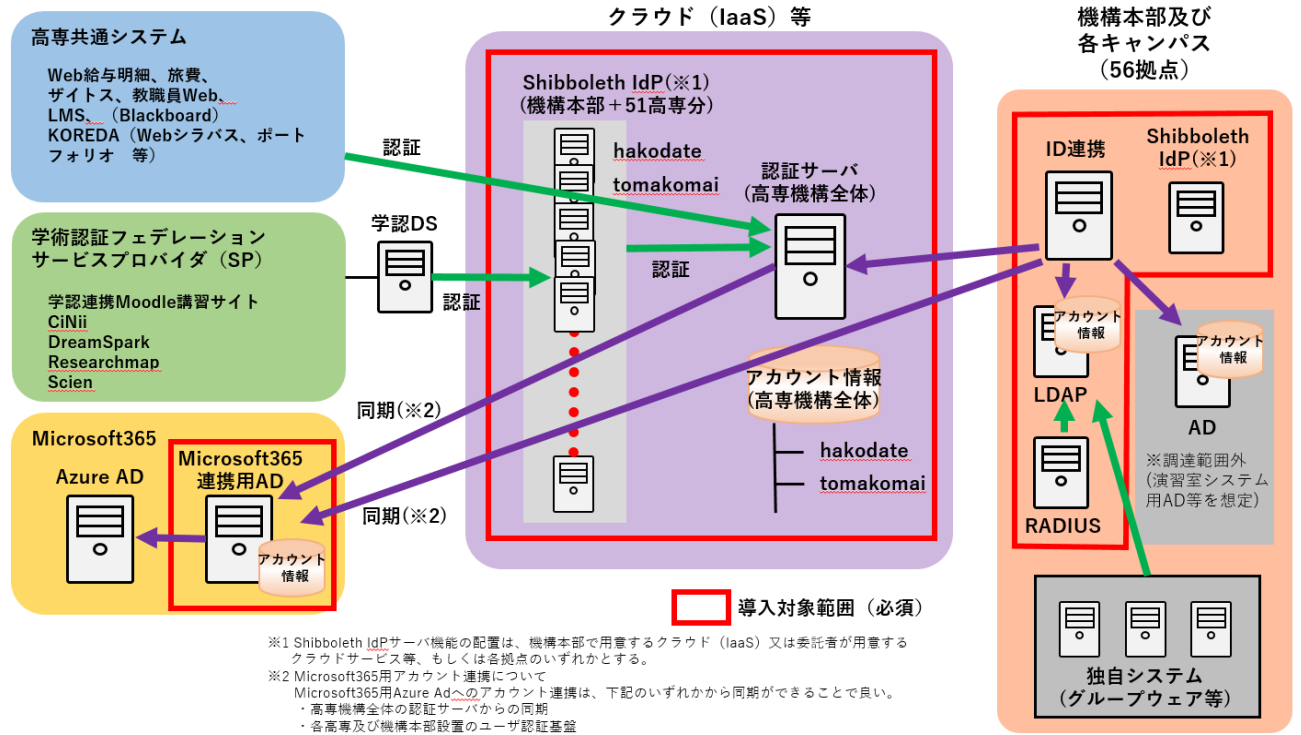 高専共通システム
Web給与明細、旅費、
ザイトス、教職員Web、
LMS、（Blackboard）
KOREDA（Webシラバス、ポート
フォリオ　等）
学術認証フェデレーション
サービスプロバイダ（SP）
学認連携Moodle講習サイト
CiNii
DreamSpark
Researchmap
Scien
Microsoft365
Azure AD
Microsoft365
連携用AD
アカウント
情報
認証
学認DS
認証
同期(※2)
同期(※2)
クラウド（IaaS）等
Shibboleth IdP(※1)
(機構本部＋51高専分)
hakodate
tomakomai
認証サーバ
(高専機構全体)
認証
アカウント情報
(高専機構全体)
hakodate
tomakomai
機構本部及び
各キャンパス
（56拠点）
ID連携
Shibboleth
IdP(※1)
アカウント
情報
LDAP
アカウント
情報
AD
※調達範囲外
(演習室システム
用AD等を想定)
RADIUS
独自システム
(グループウェア等)
導入対象範囲（必須）
※1 Shibboleth IdPサーバ機能の配置は、機構本部で用意するクラウド（IaaS）又は委託者が用意する
クラウドサービス等、もしくは各拠点のいずれかとする。
※2 Microsoft365用アカウント連携について
Microsoft365用Azure Adへのアカウント連携は、下記のいずれかから同期ができることで良い。
・高専機構全体の認証サーバからの同期
・各高専及び機構本部設置のユーザ認証基盤